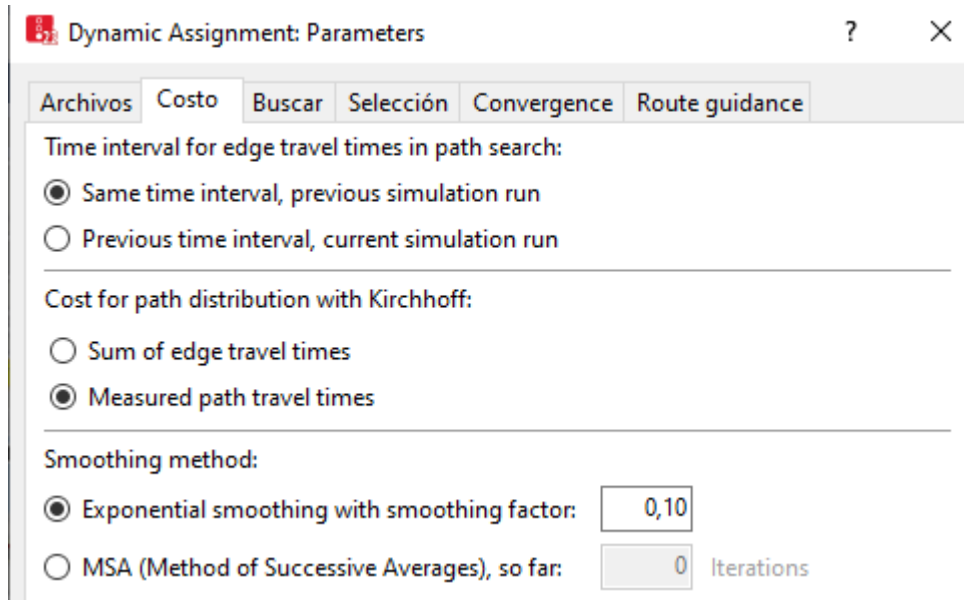 Dynamic Assignment: Parameters ?
Archivos Costo Buscar Selección Convergence Route guidance
Time interval for edge travel times in path search:
Same time interval, previous simulation run
Previous time interval, current simulation run
Cost for path distribution with Kirchhoff:
Sum of edge travel times
Measured path travel times
Smoothing method:
Exponential smoothing with smoothing factor: 0,10
MSA (Method of Successive Averages), so far: 0 Iterations